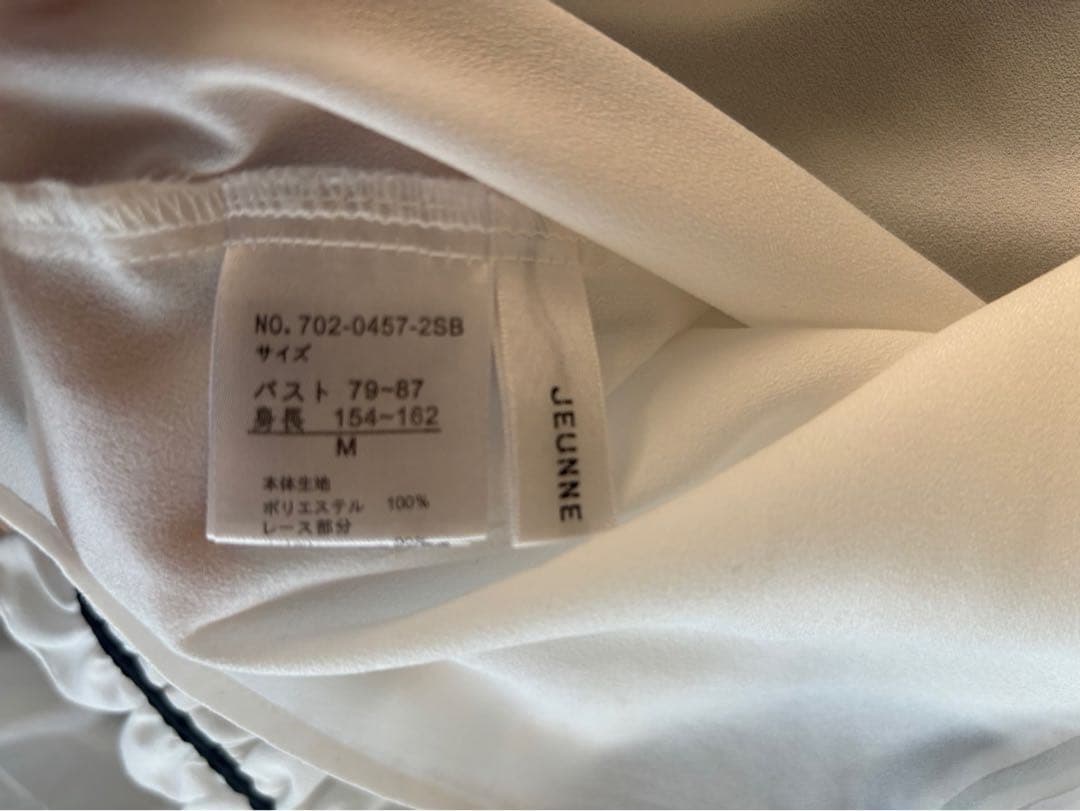 NO. 702-0457-2SB
サイズ
バスト 79~87
身長 154~162
M
本体生地
ポリエステル 100%
レース部分
JEUNNE